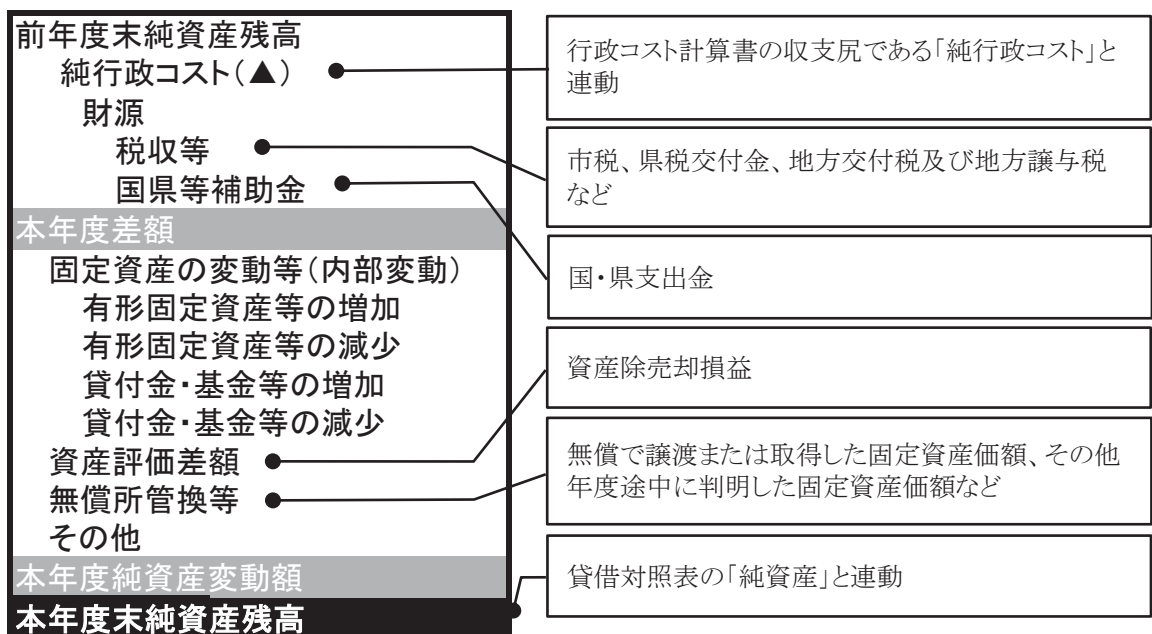 前年度末純資産残高
純行政コスト(▲)
財源
税収等
国県等補助金
本年度差額
固定資産の変動等(内部変動)
有形固定資産等の増加
有形固定資産等の減少
貸付金・基金等の増加
貸付金・基金等の減少
資産評価差額
無償所管換等
その他
本年度純資産変動額
本年度末純資産残高
行政コスト計算書の収支尻である「純行政コスト」と
連動
市税、県税交付金、地方交付税及び地方譲与税
など
国・県支出金
資産除売却損益
無償で譲渡または取得した固定資産価額、その他
年度途中に判明した固定資産価額など
貸借対照表の「純資産」と連動